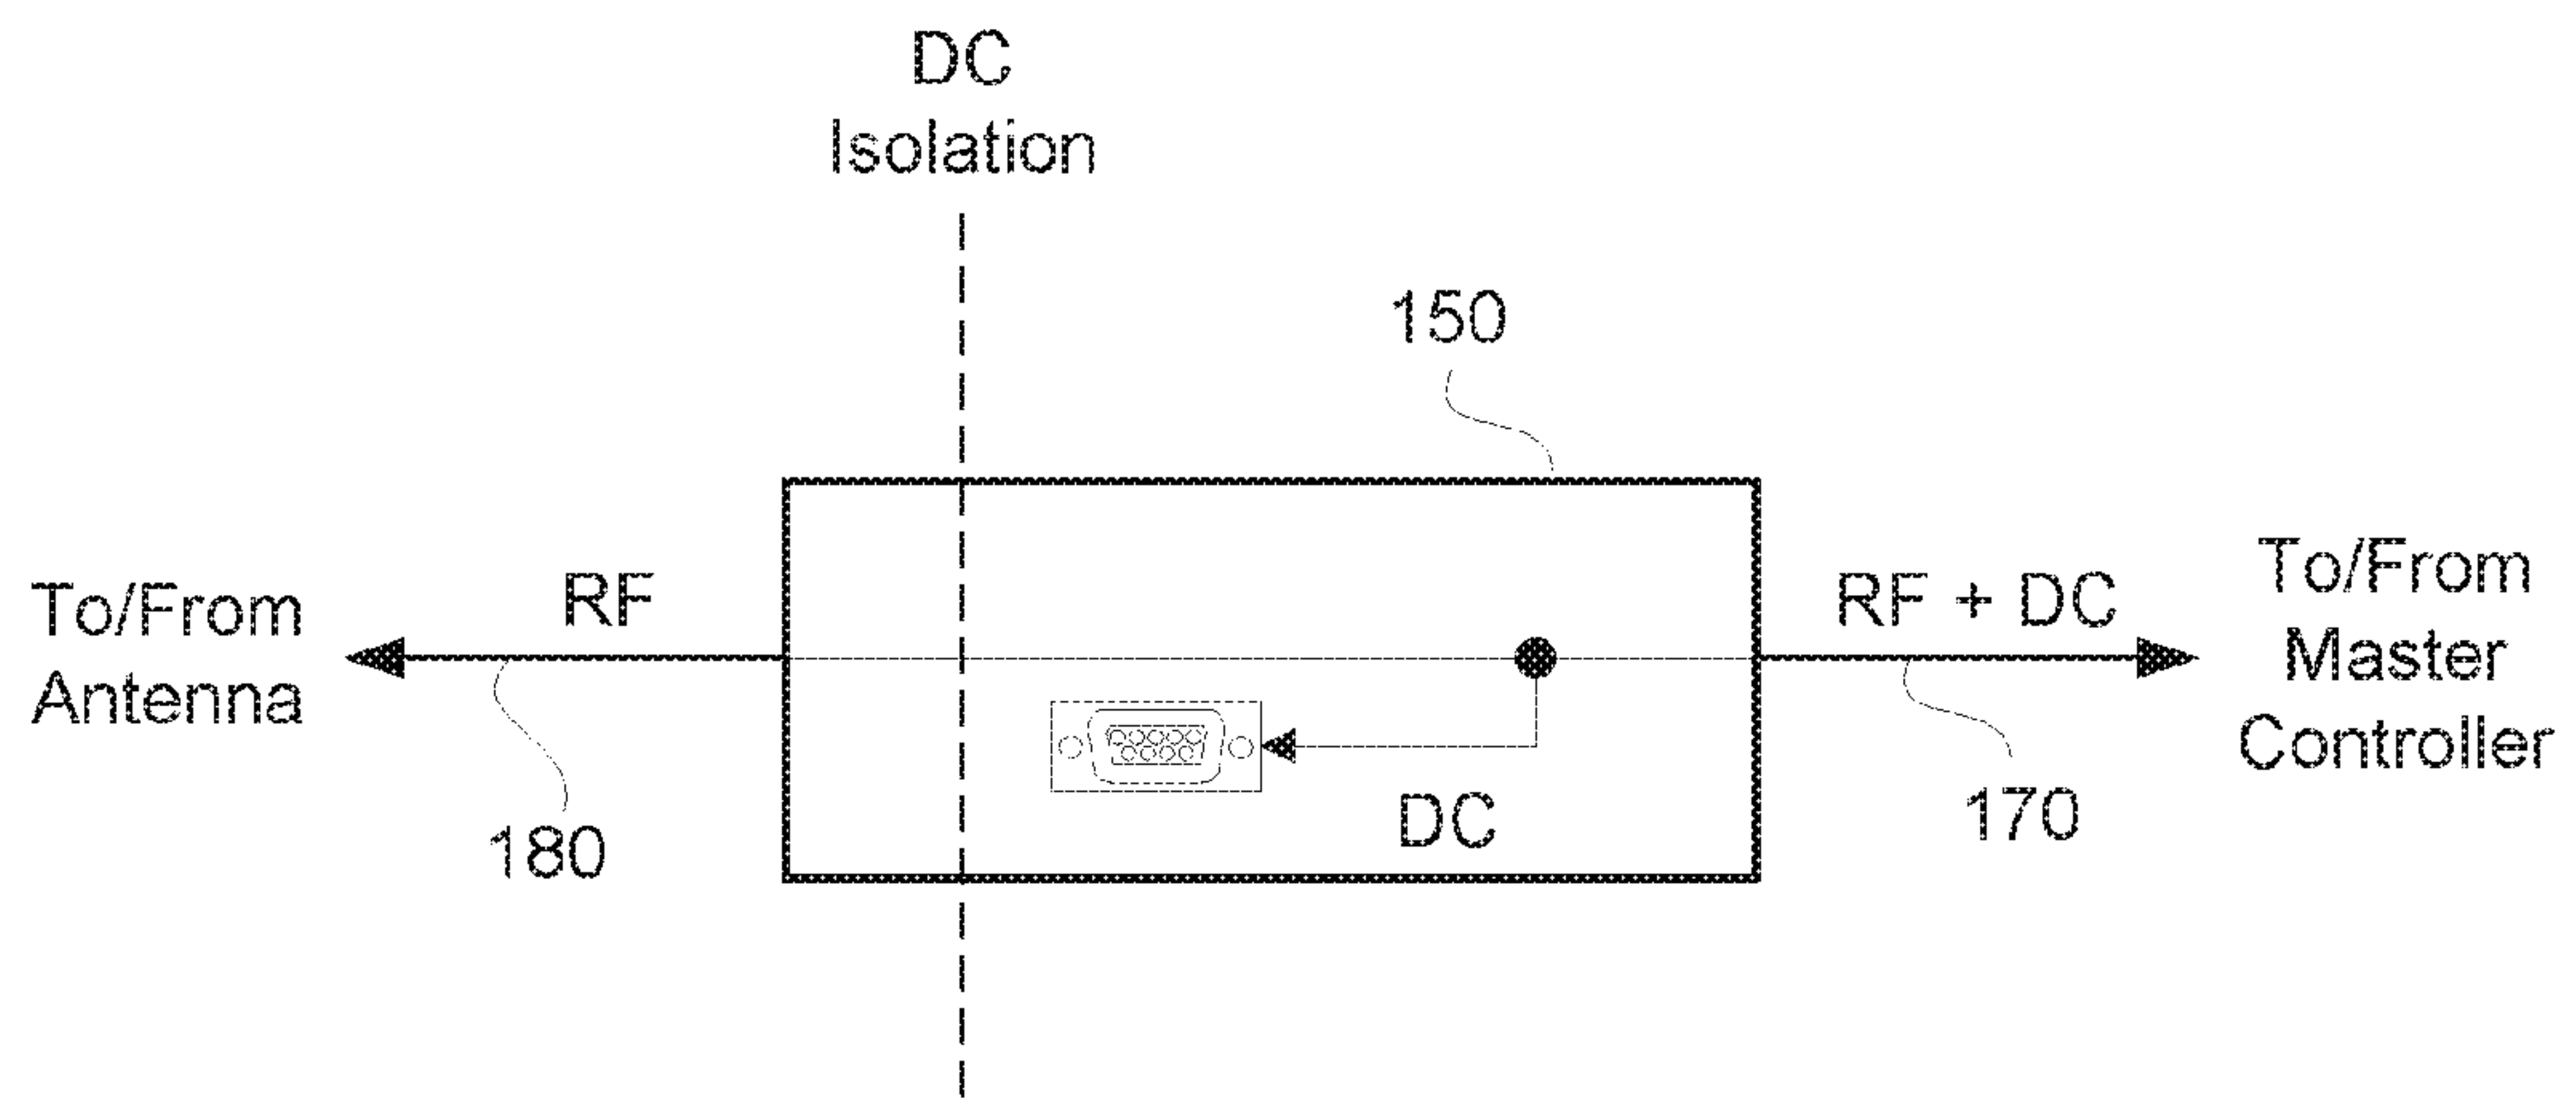 DC
Isolation
150
To/From
Antenna
RF
RF + DC
To/From
Master
Controller
DC
180
170